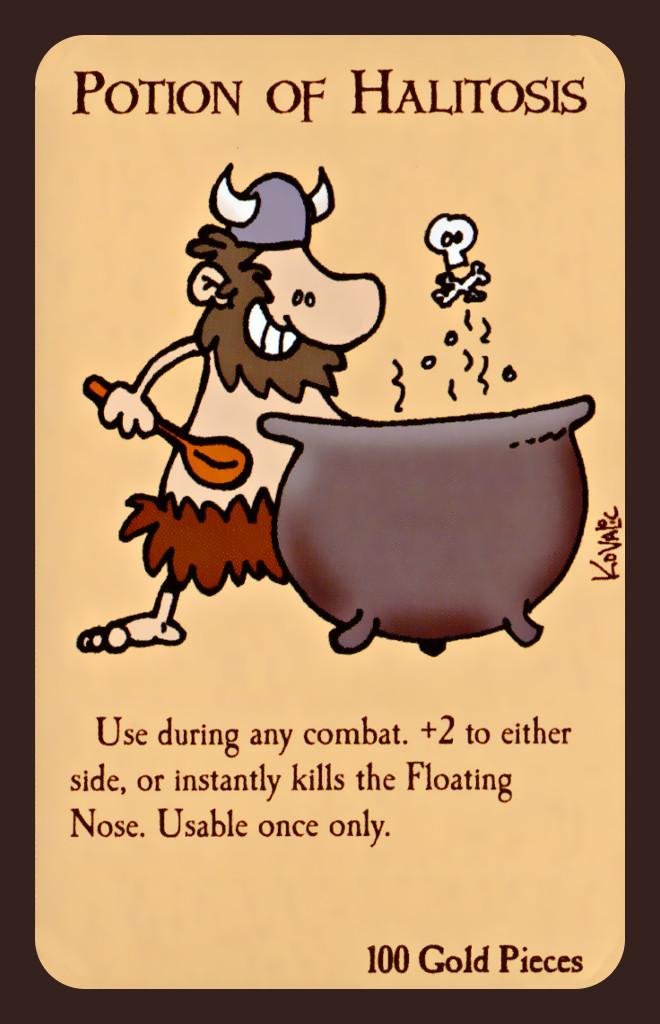 Potion of Halitosis
Kovalic
Use during any combat. +2 to either
side, or instantly kills the Floating
Nose. Usable once only.
100 Gold Pieces